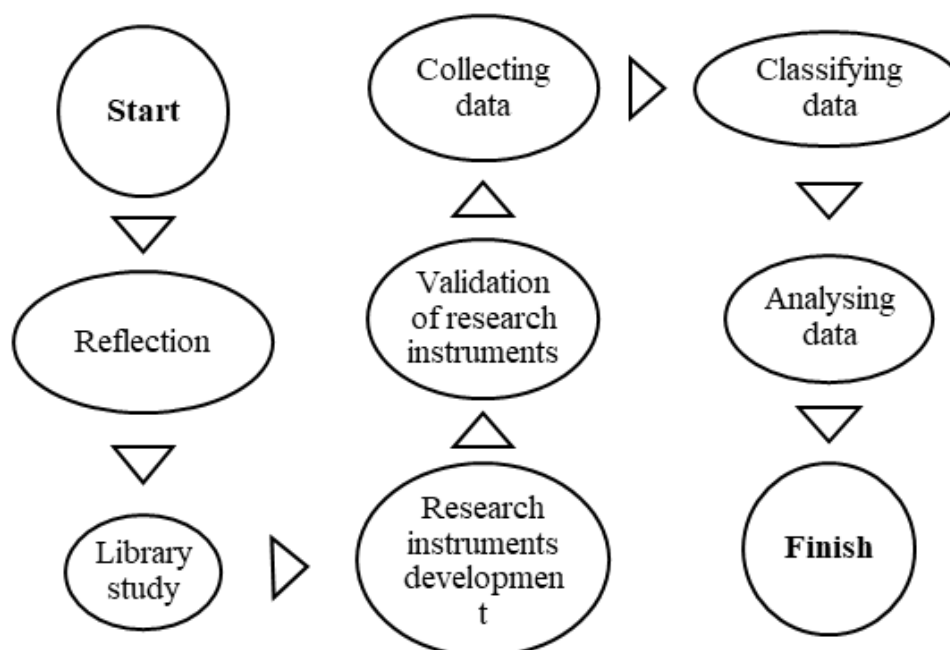 Start
Reflection
Library
study
Research
instruments
developmen
t
Validation
of research
instruments
Collecting
data
Classifying
data
Analysing
data
Finish